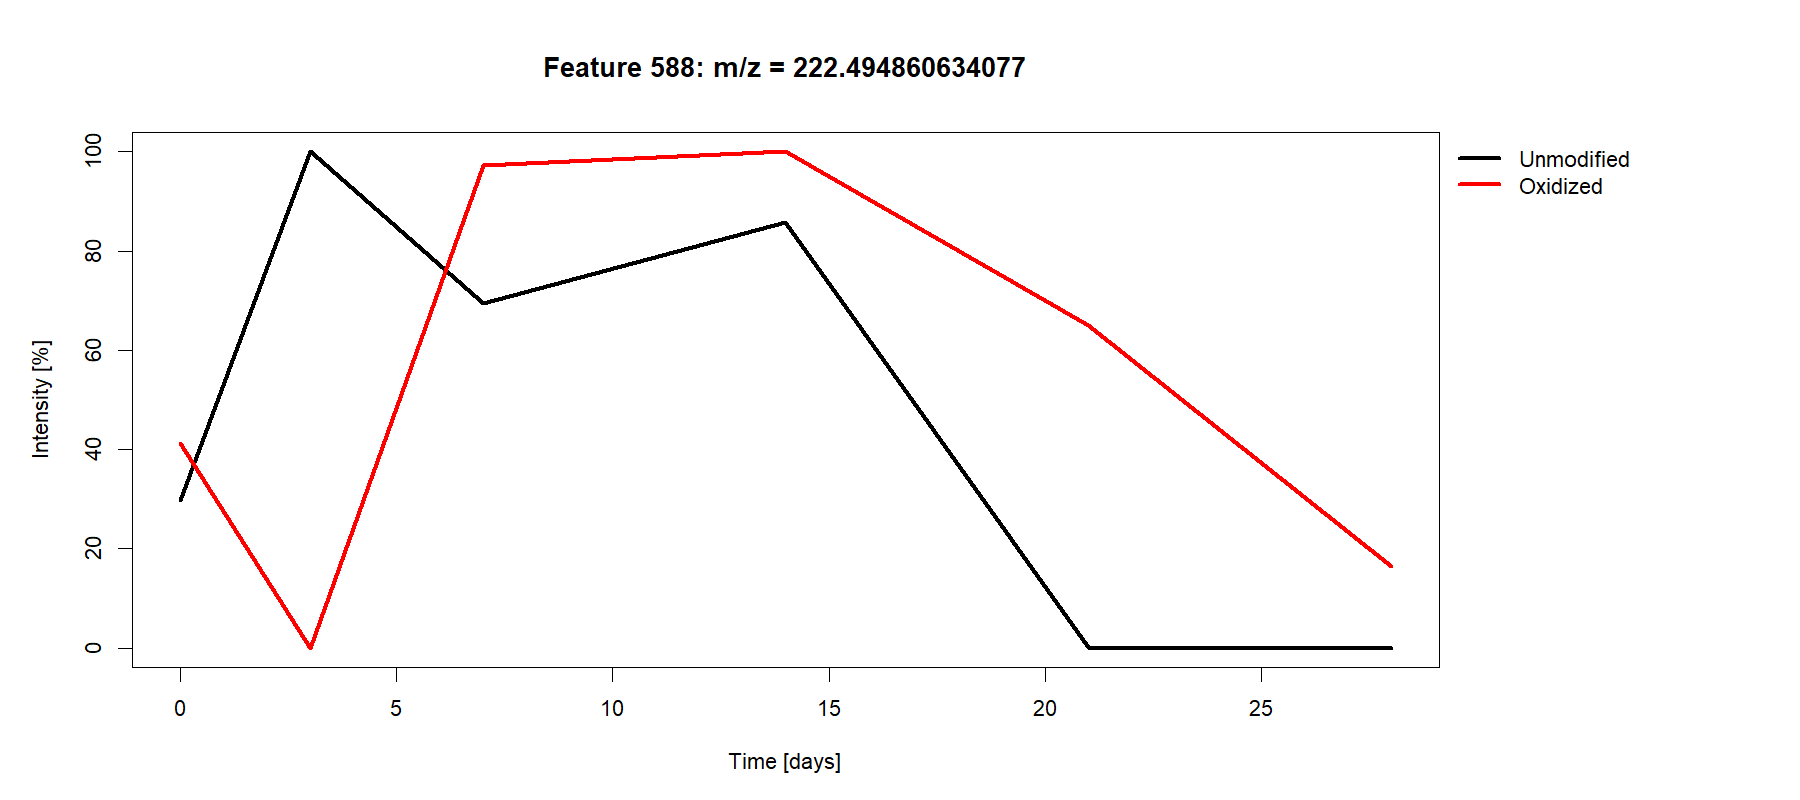 Feature 588: m/z = 222.494860634077
Unmodified
Oxidized
100
80
60
40
20
0
Intensity [%]
0 5 10 15 20 25
Time [days]